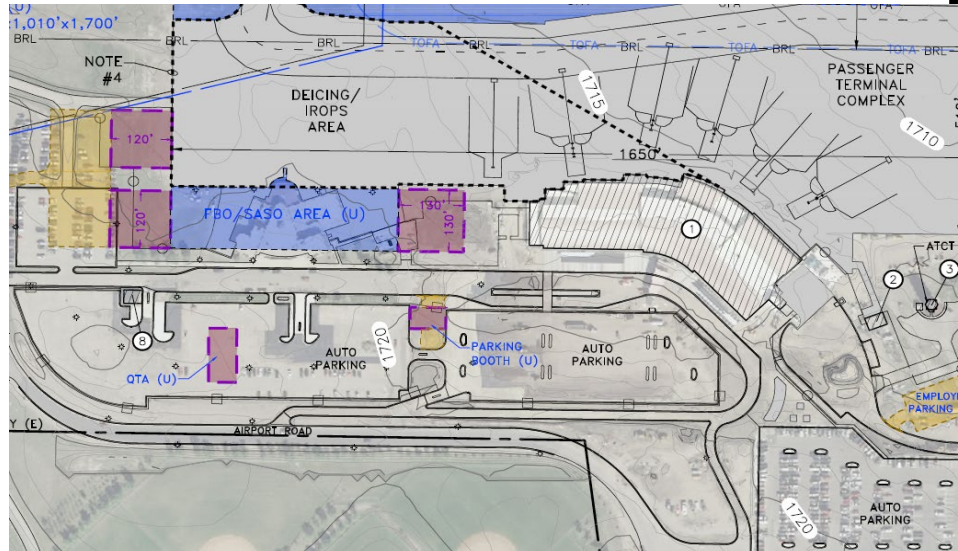 (U)
1,010'x1,700'
BRL
BRL
BRL
TOFA
BRL
TOFA
BRL
TOFA
BRL
TOFA
BRL
NOTE
#4
DEICING/
IROPS
AREA
PASSENGER
TERMINAL
COMPLEX
1715
1710
1650'
120'
120'
FBO/SASO AREA (U)
130'
130'
1
ATCT
3
2
8
QTA (U)
AUTO
PARKING
1720
PARKING
BOOTH (U)
AUTO
PARKING
PARKING
Y (E)
AIRPORT ROAD
AUTO
PARKING
1720